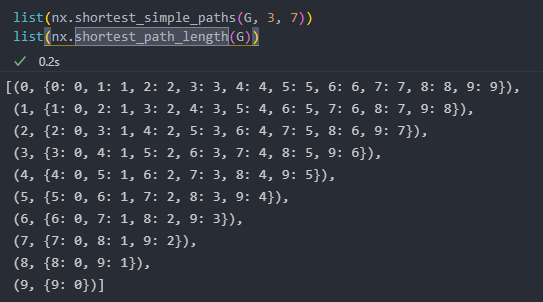 list(nx.shortest_simple_paths(G, 3, 7))
list(nx.shortest_path_length(G))
0.2s
[(0, {0: 0, 1: 1, 2: 2, 3: 3, 4: 4, 5: 5, 6: 6, 7: 7, 8: 8, 9: 9}),
(1, {1: 0, 2: 1, 3: 2, 4: 3, 5: 4, 6: 5, 7: 6, 8: 7, 9: 8}),
(2, {2: 0, 3: 1, 4: 2, 5: 3, 6: 4, 7: 5, 8: 6, 9: 7}),
(3, {3: 0, 4: 1, 5: 2, 6: 3, 7: 4, 8: 5, 9: 6}),
(4, {4: 0, 5: 1, 6: 2, 7: 3, 8: 4, 9: 5}),
(5, {5: 0, 6: 1, 7: 2, 8: 3, 9: 4}),
(6, {6: 0, 7: 1, 8: 2, 9: 3}),
(7, {7: 0, 8: 1, 9: 2}),
(8, {8: 0, 9: 1}),
(9, {9: 0})]